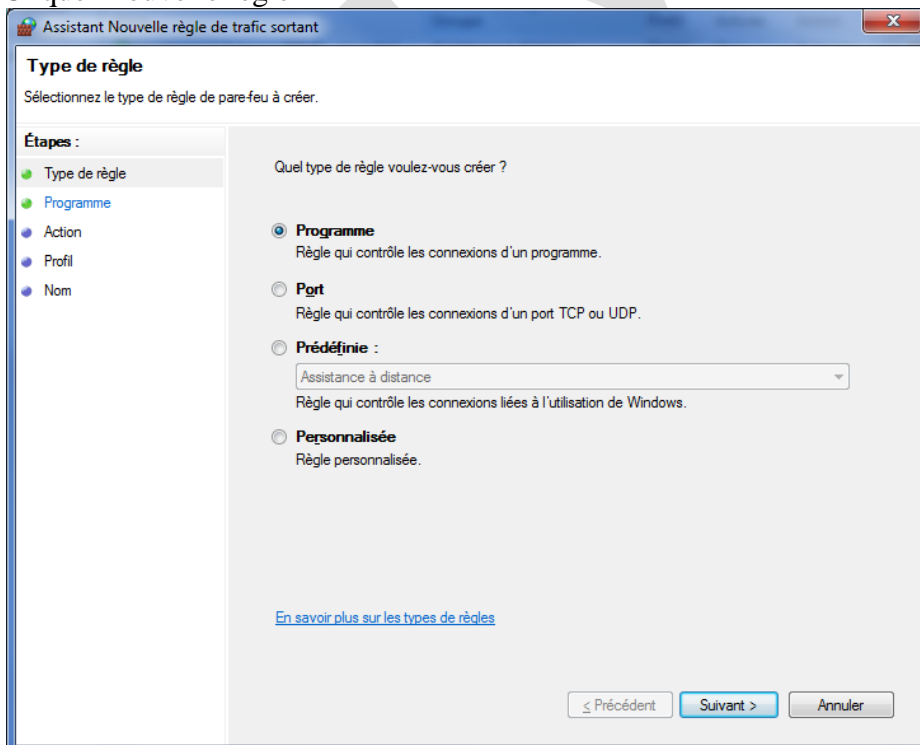 Assistant Nouvelle règle de trafic sortant
Type de règle
Sélectionnez le type de règle de pare-feu à créer.
Étapes :
Type de règle
Programme
Action
Profil
Nom
Quel type de règle voulez-vous créer ?
Programme
Règle qui contrôle les connexions d'un programme.
Port
Règle qui contrôle les connexions d'un port TCP ou UDP.
Prédéfinie :
Assistance à distance
Règle qui contrôle les connexions liées à l'utilisation de Windows.
Personnalisée
Règle personnalisée.
En savoir plus sur les types de règles
< Précédent
Suivant >
Annuler